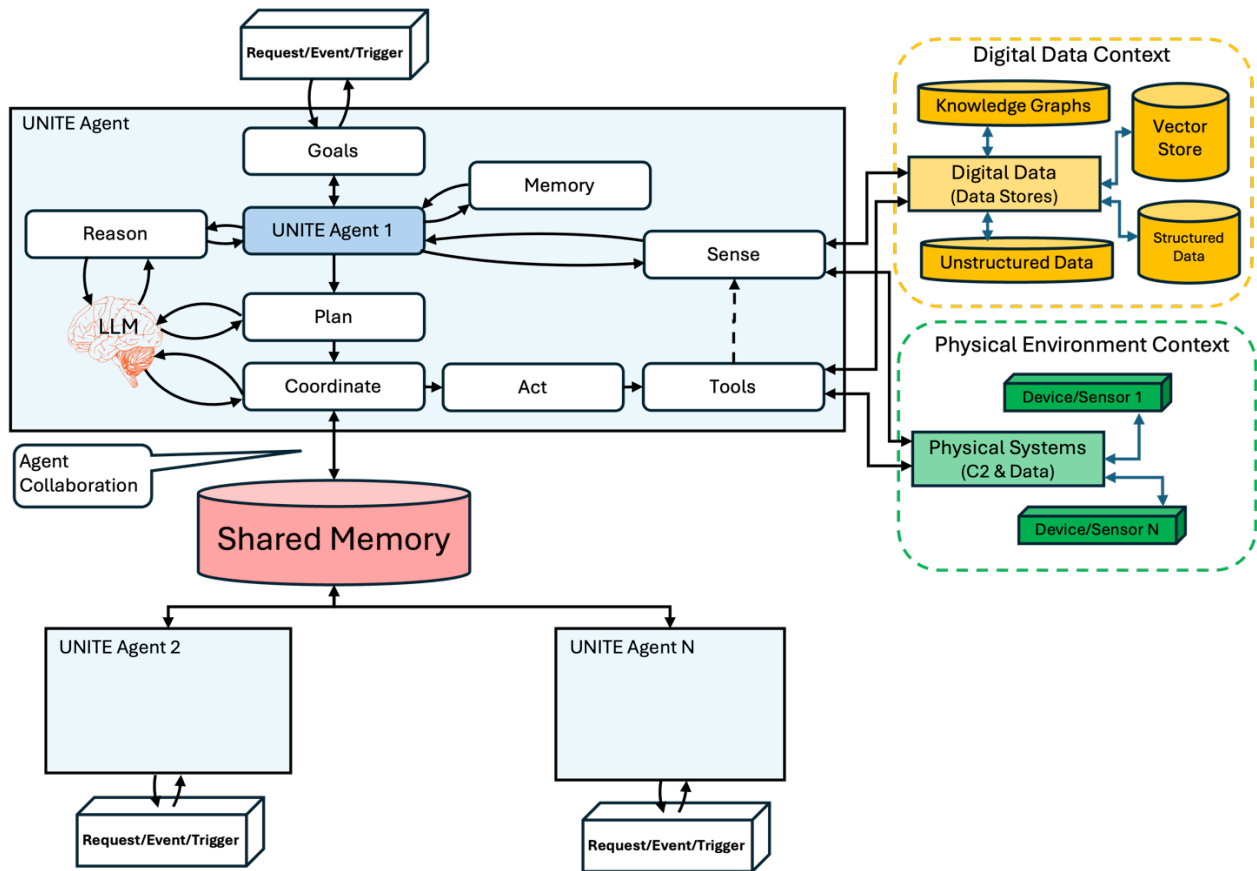 Request/Event/Trigger
UNITE Agent
Goals
Memory
Reason
UNITE Agent 1
Sense
LLM
Plan
Coordinate
Act
Tools
Digital Data Context
Knowledge Graphs
Vector
Store
Digital Data
(Data Stores)
Unstructured Data
Structured
Data
Physical Environment Context
Device/Sensor 1
Physical Systems
(C2 & Data)
Device/Sensor N
Agent
Collaboration
Shared Memory
UNITE Agent 2
UNITE Agent N
Request/Event/Trigger
Request/Event/Trigger